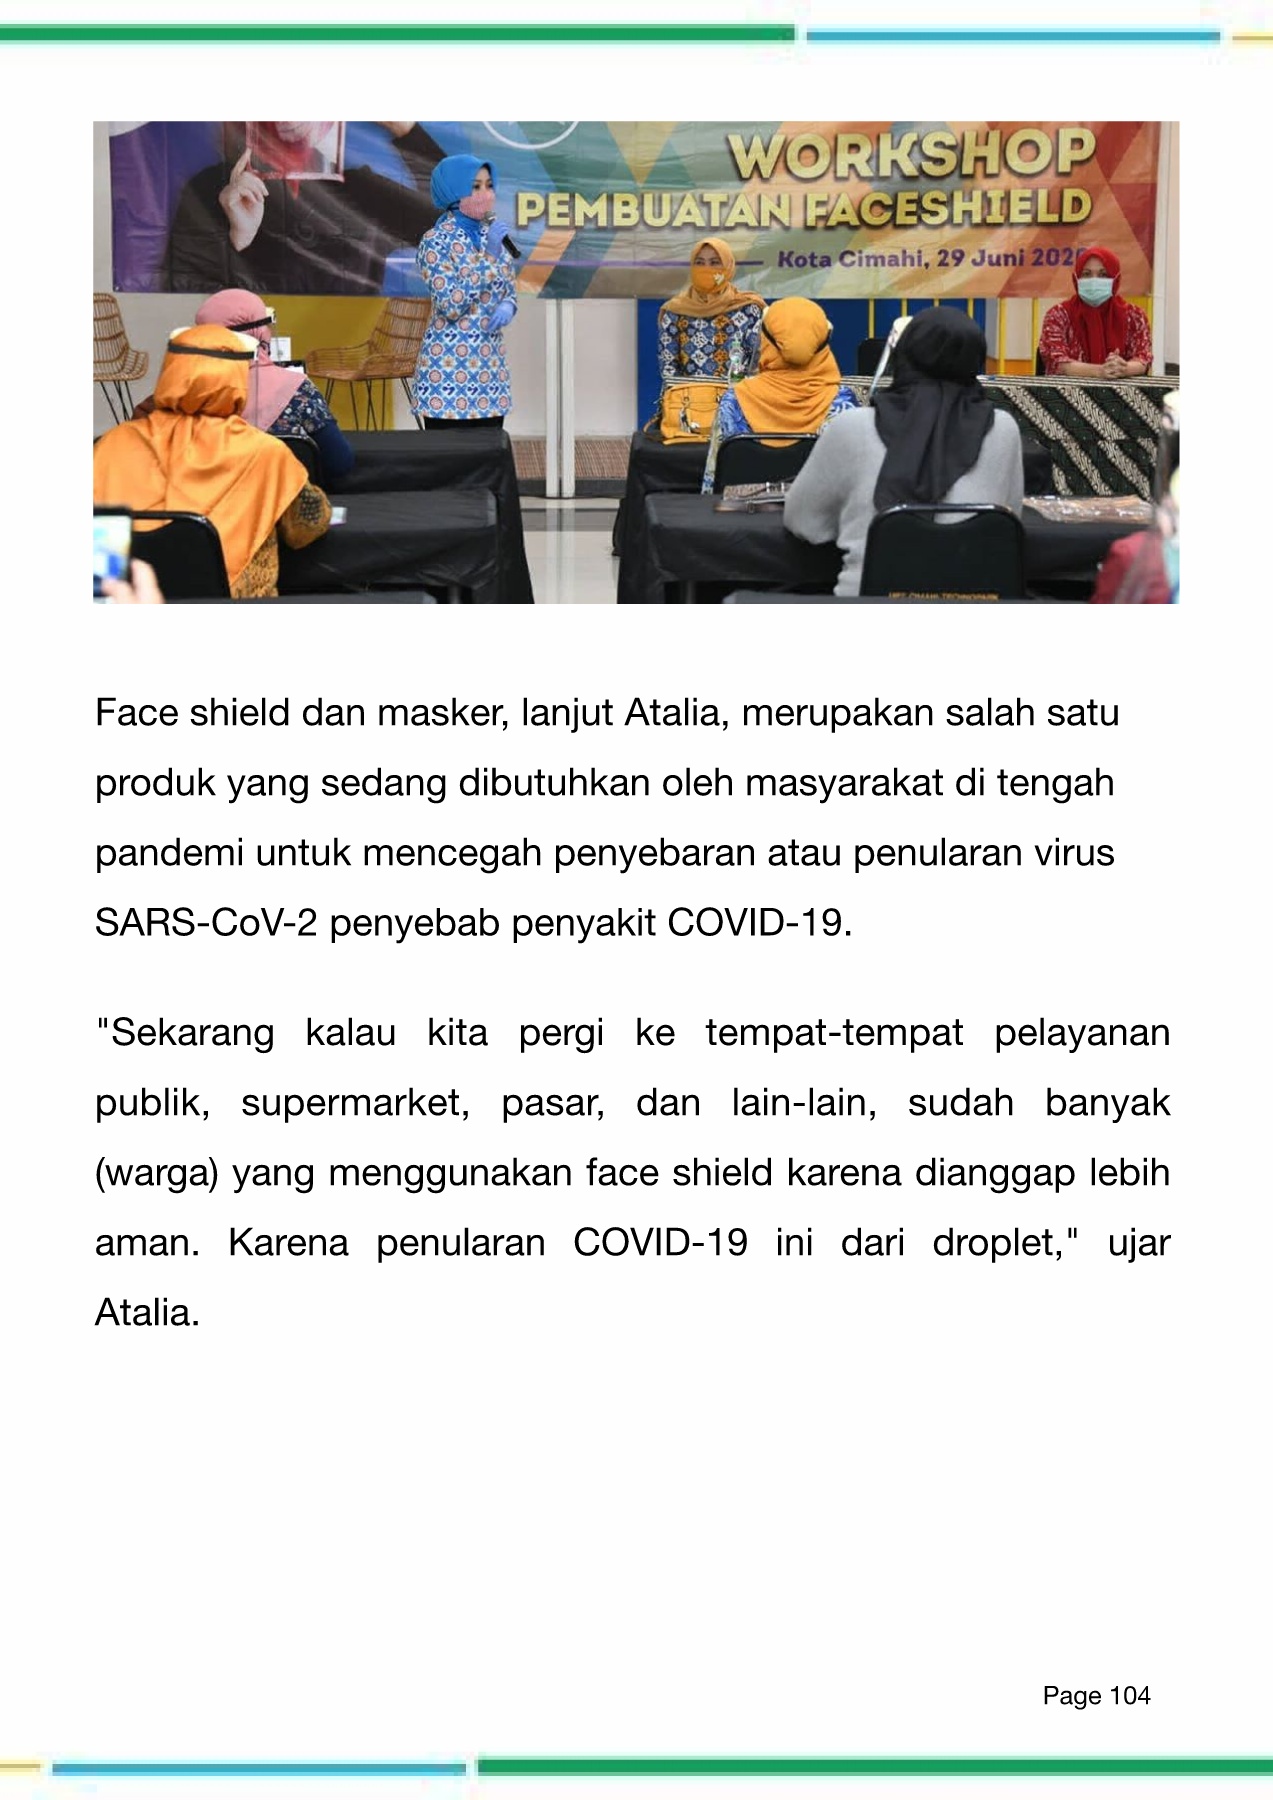 WORKSHOP
PEMBUATAN FACESHIELD
Kota Cimahi, 29 Juni 202
Face shield dan masker, lanjut Atalia, merupakan salah satu
produk yang sedang dibutuhkan oleh masyarakat di tengah
pandemi untuk mencegah penyebaran atau penularan virus
SARS-CoV-2 penyebab penyakit COVID-19.
"Sekarang kalau kita pergi ke tempat-tempat pelayanan
publik, supermarket, pasar, dan lain-lain, sudah banyak
(warga) yang menggunakan face shield karena dianggap lebih
aman. Karena penularan COVID-19 ini dari droplet," ujar
Atalia.
Page 104